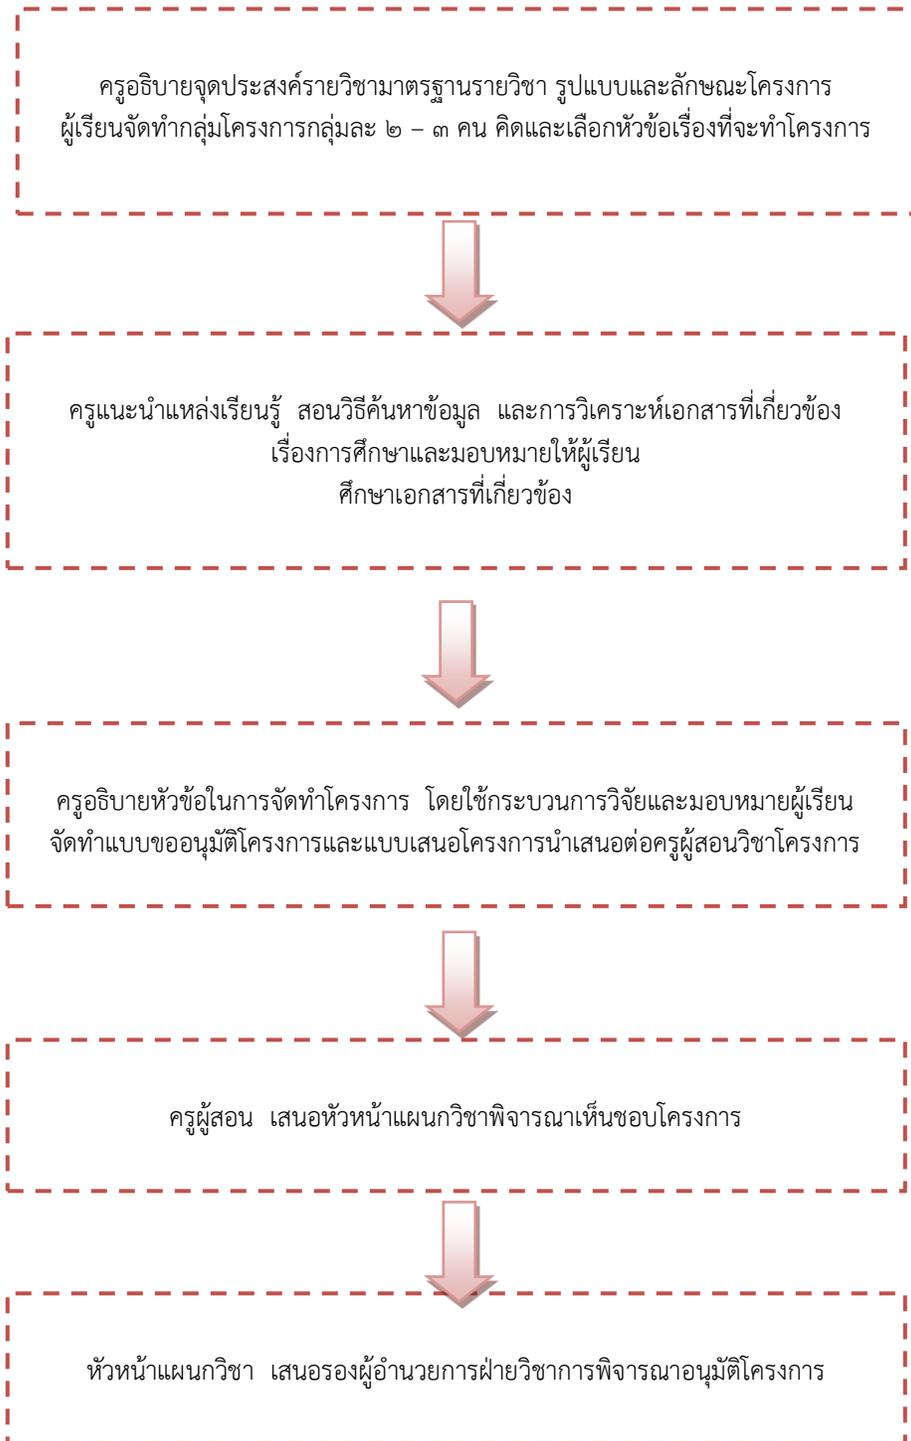 ครูอธิบายจุดประสงค์รายวิชามาตรฐานรายวิชา รูปแบบและลักษณะโครงการ
ผู้เรียนจัดทำกลุ่มโครงการกลุ่มละ ๒ – ๓ คน คิดและเลือกหัวข้อเรื่องที่จะทำโครงการ
ครูแนะนำแหล่งเรียนรู้ สอนวิธีค้นหาข้อมูล และการวิเคราะห์เอกสารที่เกี่ยวข้อง
เรื่องการศึกษาและมอบหมายให้ผู้เรียน
ศึกษาเอกสารที่เกี่ยวข้อง
ครูอธิบายหัวข้อในการจัดทำโครงการ โดยใช้กระบวนการวิจัยและมอบหมายผู้เรียน
จัดทำแบบขออนุมัติโครงการและแบบเสนอโครงการนำเสนอต่อครูผู้สอนวิชาโครงการ
ครูผู้สอน เสนอหัวหน้าแผนกวิชาพิจารณาเห็นชอบโครงการ
หัวหน้าแผนกวิชา เสนอรองผู้อำนวยการฝ่ายวิชาการพิจารณาอนุมัติโครงการ